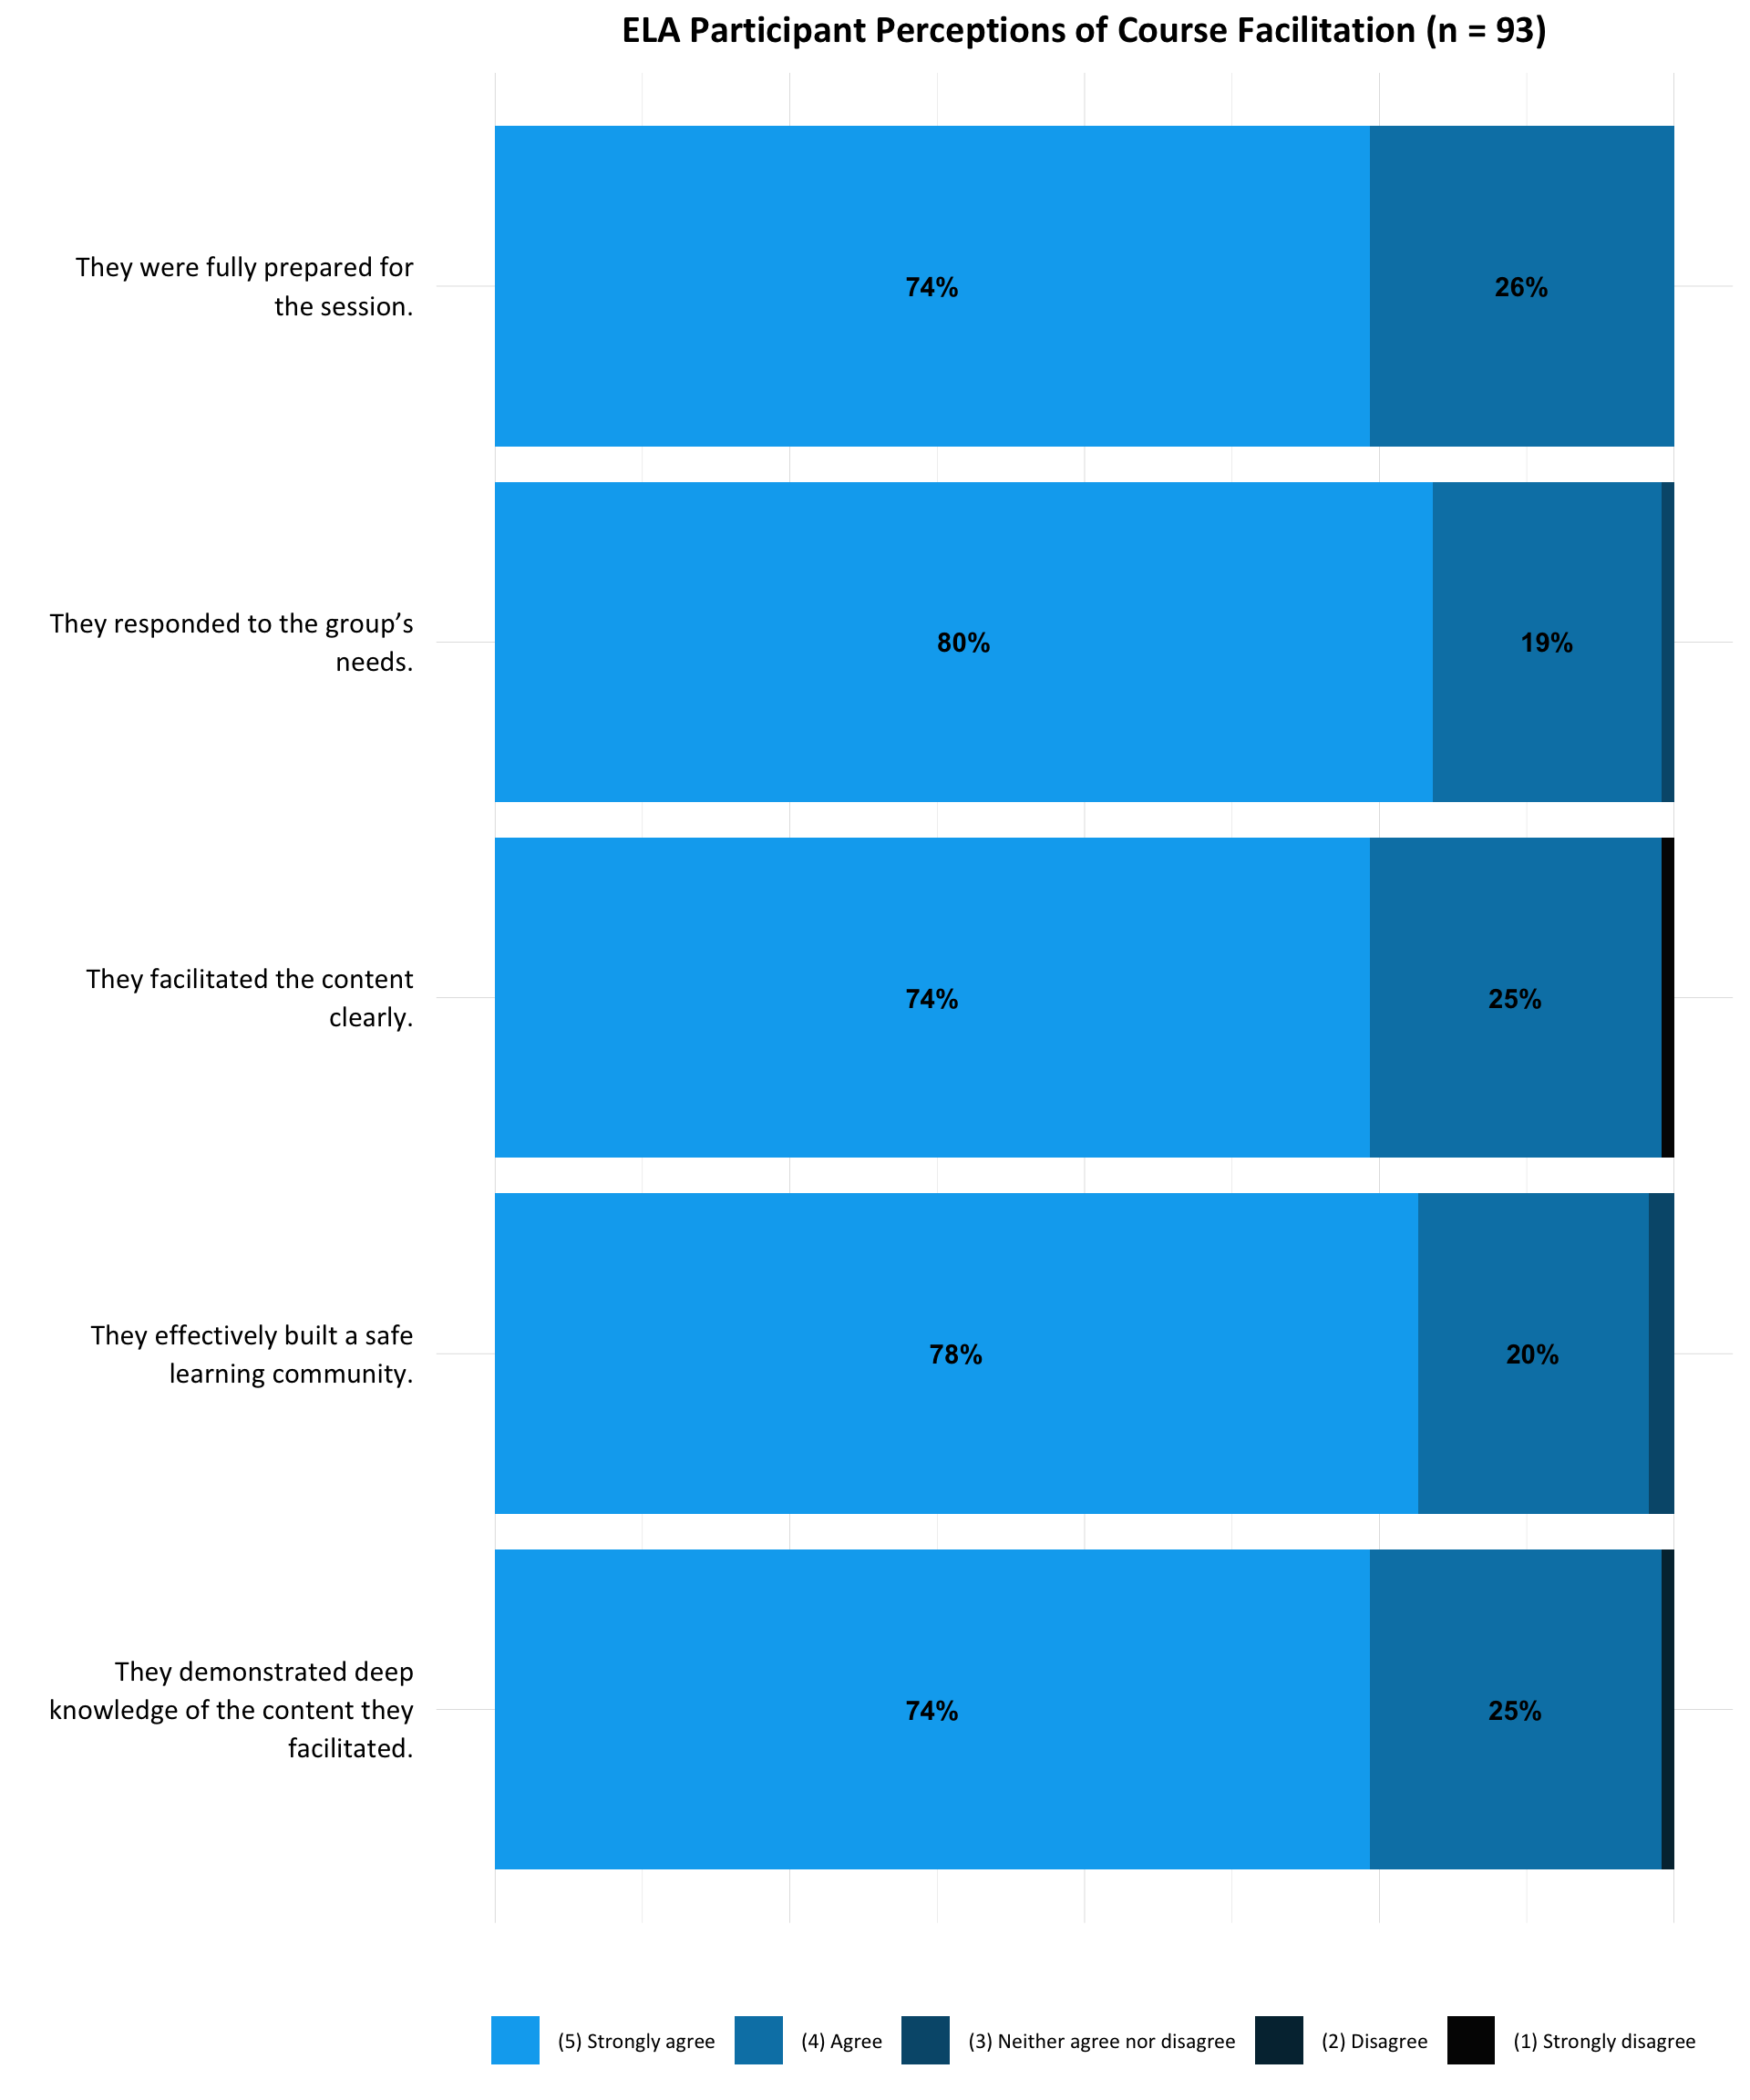 ELA Participant Perceptions of Course Facilitation (n = 93)
They were fully prepared for
the session.
74%
26%
They responded to the group’s
needs.
80%
19%
They facilitated the content
clearly.
74%
25%
They effectively built a safe
learning community.
78%
20%
They demonstrated deep
knowledge of the content they
facilitated.
74%
25%
(5) Strongly agree
(4) Agree
(3) Neither agree nor disagree
(2) Disagree
(1) Strongly disagree